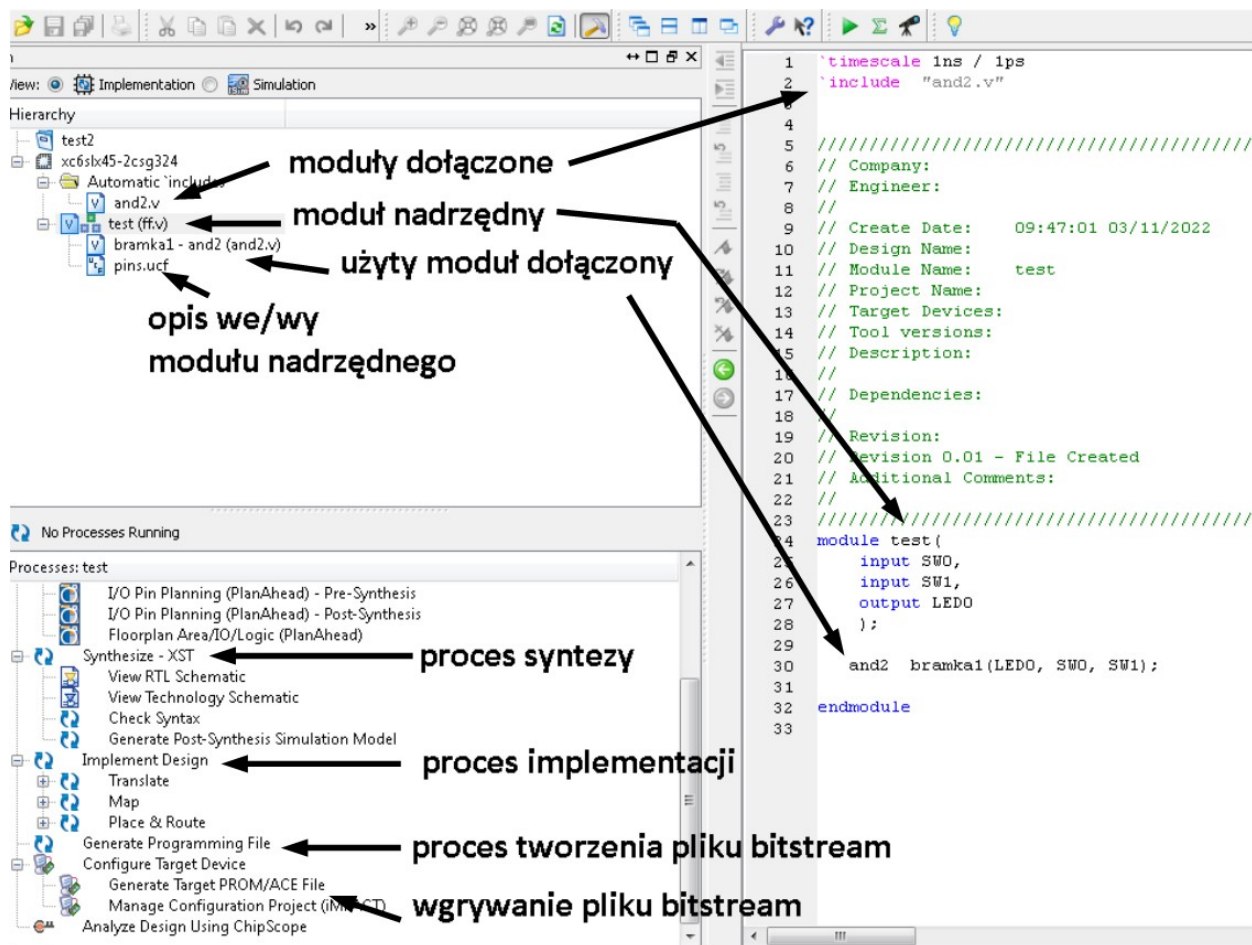 View: Implementation Simulation
Hierarchy
test2
xc6slx45-2csg324
Automatic `includes
and2.v
test (ff.v)
bramka1 - and2 (and2.v)
pins.ucf
moduły dołączone
moduł nadrzędny
użyty moduł dołączony
opis we/wy
modułu nadrzędnego
No Processes Running
Processes: test
I/O Pin Planning (PlanAhead) - Pre-Synthesis
I/O Pin Planning (PlanAhead) - Post-Synthesis
Floorplan Area/IO/Logic (PlanAhead)
Synthesize - XST
View RTL Schematic
View Technology Schematic
Check Syntax
Generate Post-Synthesis Simulation Model
Implement Design
Translate
Map
Place & Route
Generate Programming File
Configure Target Device
Generate Target PROM/ACE File
Manage Configuration Project (iMPACT)
Analyze Design Using ChipScope
proces syntezy
proces implementacji
proces tworzenia pliku bitstream
wgrywanie pliku bitstream
1 `timescale 1ns / 1ps
2 `include "and2.v"
3
4
5 //////////////////////////////////////////
6 // Company:
7 // Engineer:
8 //
9 // Create Date: 09:47:01 03/11/2022
10 // Design Name:
11 // Module Name: test
12 // Project Name:
13 // Target Devices:
14 // Tool versions:
15 // Description:
16 //
17 // Dependencies:
18 //
19 // Revision:
20 // Revision 0.01 - File Created
21 // Additional Comments:
22 //
23 //////////////////////////////////////////
24 module test(
25 input SW0,
26 input SW1,
27 output LED0
28 );
29
30 and2 bramka1(LED0, SW0, SW1);
31
32 endmodule
33